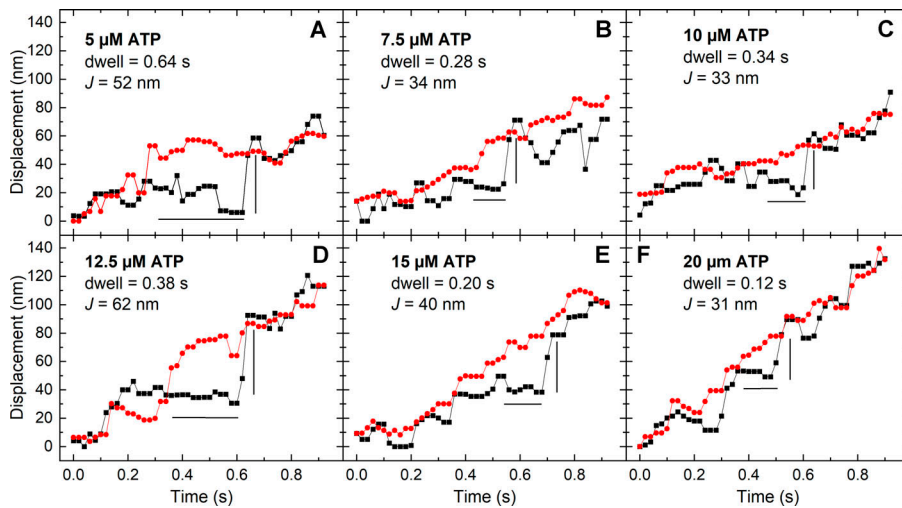 140
120
100
80
60
40
20
0
Displacement (nm)
5 µM ATP
dwell = 0.64 s
J = 52 nm
A
7.5 µM ATP
dwell = 0.28 s
J = 34 nm
B
10 µM ATP
dwell = 0.34 s
J = 33 nm
C
140
120
100
80
60
40
20
0
Displacement (nm)
12.5 µM ATP
dwell = 0.38 s
J = 62 nm
D
15 µM ATP
dwell = 0.20 s
J = 40 nm
E
F
20 µm ATP
dwell = 0.12 s
J = 31 nm
0.0 0.2 0.4 0.6 0.8
0.0 0.2 0.4 0.6 0.8
0.0 0.2 0.4 0.6 0.8
Time (s)
Time (s)
Time (s)